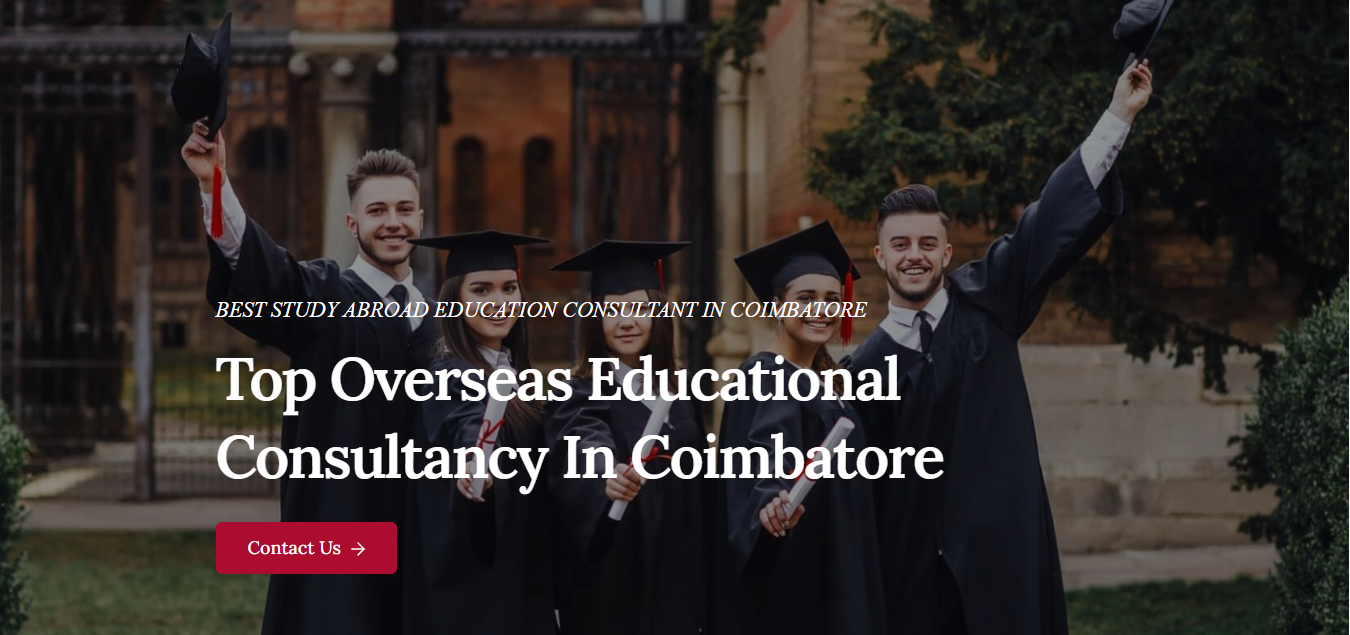 BEST STUDY ABROAD EDUCATION CONSULTANT IN COIMBATORE
Top Overseas Educational
Consultancy In Coimbatore
Contact Us →